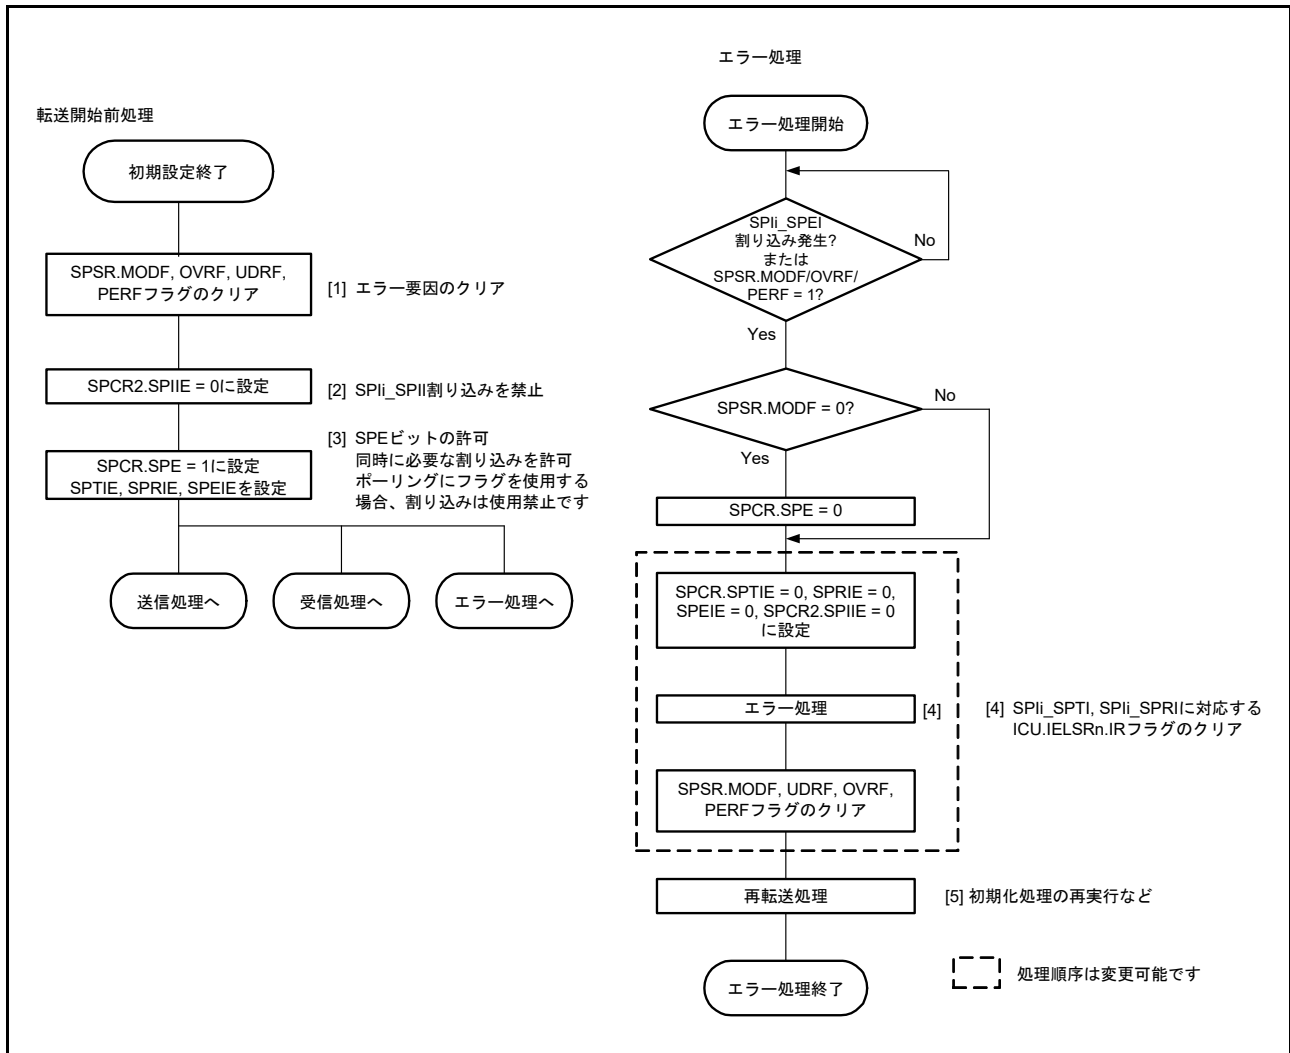 転送開始前処理
初期設定終了
SPSR.MODF, OVRF, UDRF,
PERFフラグのクリア
[1] エラー要因のクリア
SPCR2.SPIIE = 0に設定
[2] SPIi_SPII割り込みを禁止
SPCR.SPE = 1に設定
SPTIE, SPRIE, SPEIEを設定
[3] SPEビットの許可
同時に必要な割り込みを許可
ポーリングにフラグを使用する
場合、割り込みは使用禁止です
送信処理へ
受信処理へ
エラー処理へ
エラー処理
エラー処理開始
SPIi_SPEI
割り込み発生?
または
SPSR.MODF/OVRF/
PERF = 1?
No
Yes
SPSR.MODF = 0?
No
Yes
SPCR.SPE = 0
SPCR.SPTIE = 0, SPRIE = 0,
SPEIE = 0, SPCR2.SPIIE = 0
に設定
エラー処理
[4]
[4] SPIi_SPTI, SPIi_SPRIに対応する
ICU.IELSRn.IRフラグのクリア
SPSR.MODF, UDRF, OVRF,
PERFフラグのクリア
再転送処理
[5] 初期化処理の再実行など
エラー処理終了
処理順序は変更可能です